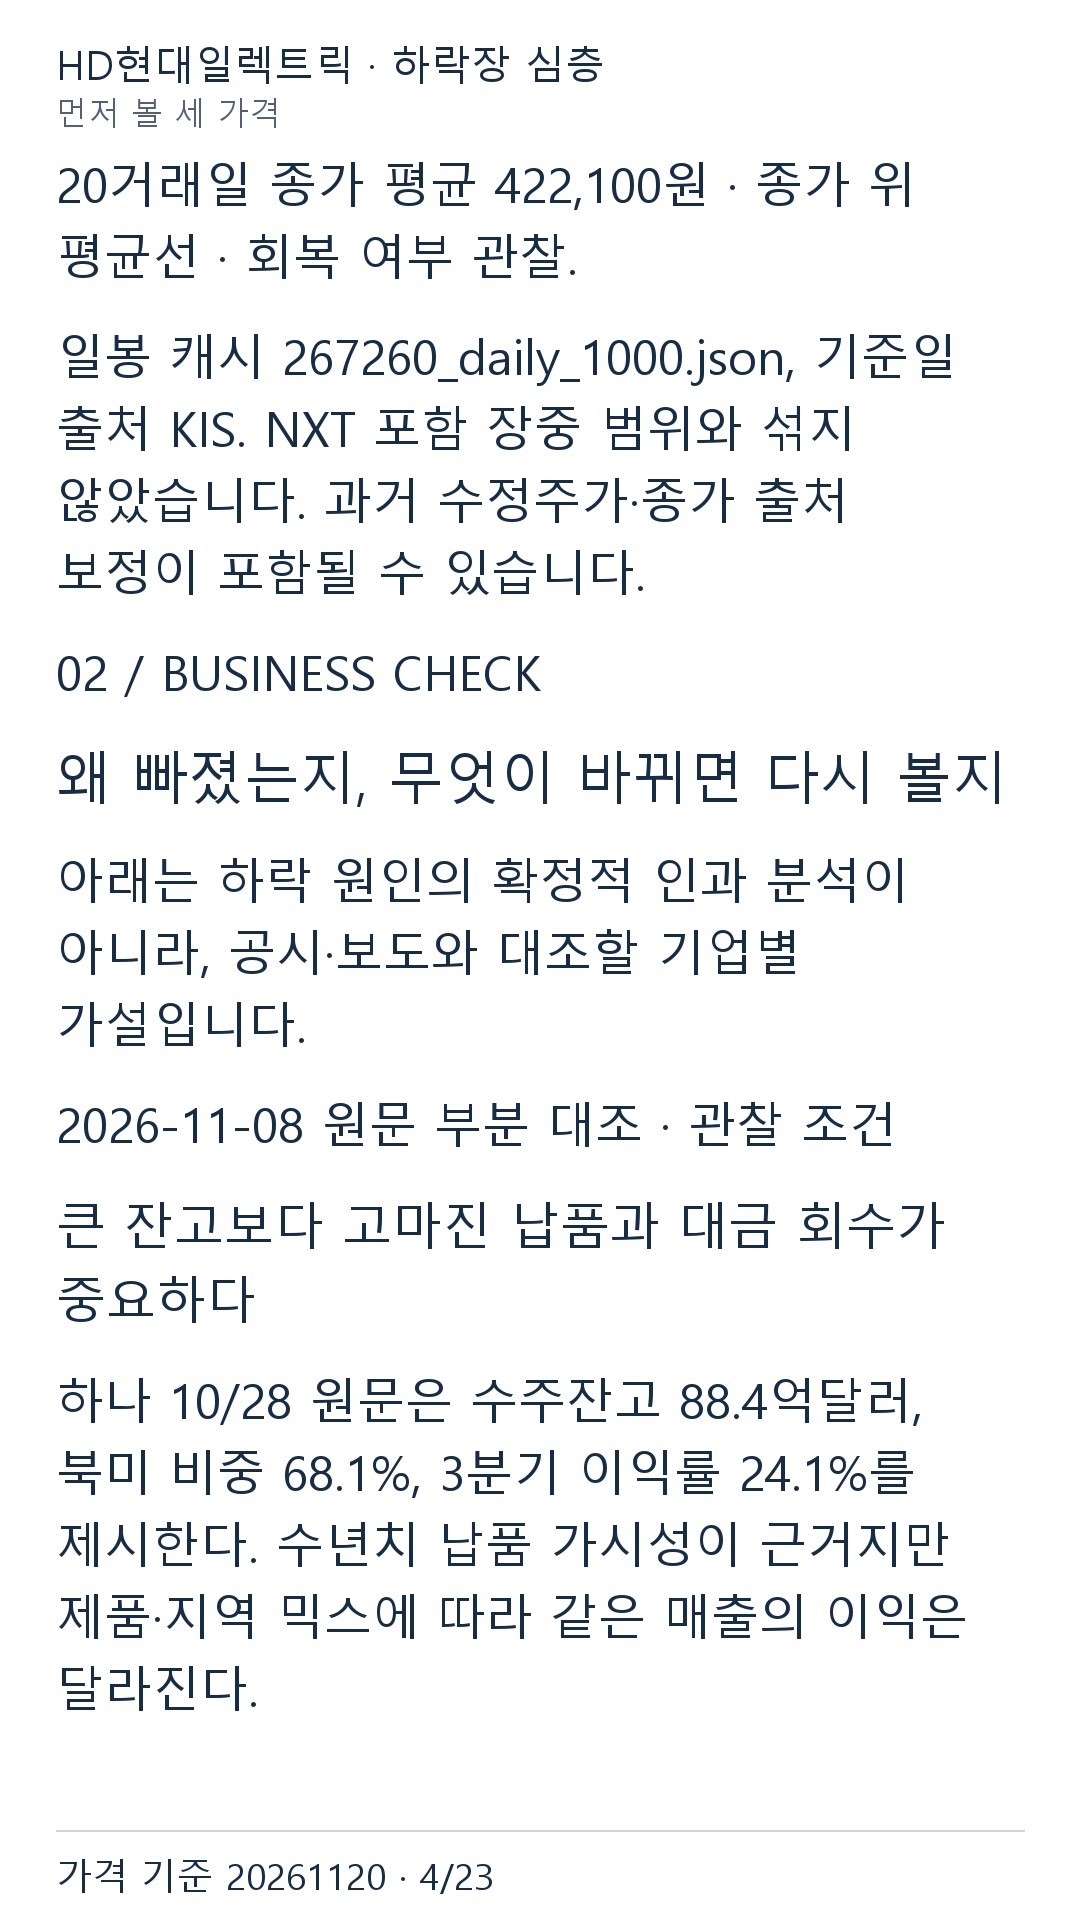 HD현대일렉트릭 · 하락장 심층
먼저 볼 세 가격
20거래일 종가 평균 422,100원 · 종가 위
평균선 · 회복 여부 관찰.
일봉 캐시 267260_daily_1000.json, 기준일
출처 KIS. NXT 포함 장중 범위와 섞지
않았습니다. 과거 수정주가·종가 출처
보정이 포함될 수 있습니다.
02 / BUSINESS CHECK
왜 빠졌는지, 무엇이 바뀌면 다시 볼지
아래는 하락 원인의 확정적 인과 분석이
아니라, 공시·보도와 대조할 기업별
가설입니다.
2026-11-08 원문 부분 대조 · 관찰 조건
큰 잔고보다 고마진 납품과 대금 회수가
중요하다
하나 10/28 원문은 수주잔고 88.4억달러,
북미 비중 68.1%, 3분기 이익률 24.1%를
제시한다. 수년치 납품 가시성이 근거지만
제품·지역 믹스에 따라 같은 매출의 이익은
달라진다.
가격 기준 20261120 · 4/23